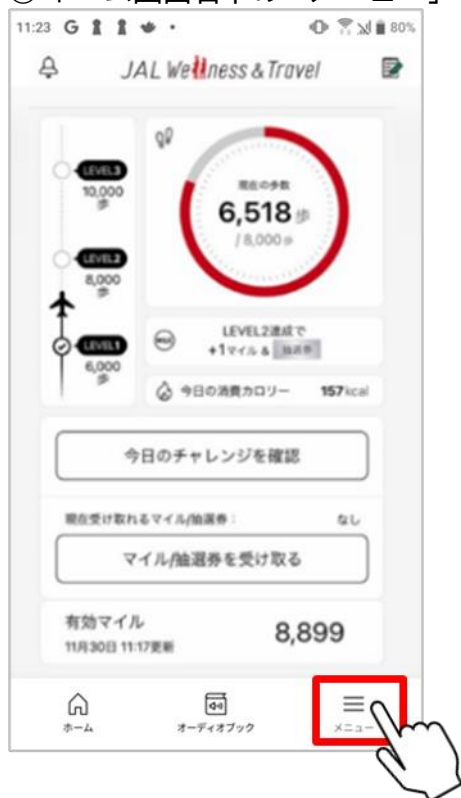 11:23 G 80%
JAL Wellness & Travel
LEVEL3
10,000
歩
LEVEL2
8,000
歩
LEVEL1
6,000
歩
現在の歩数
6,518 歩
/ 8,000 歩
LEVEL2達成で
+1マイル & 抽選券
今日の消費カロリー 157kcal
今日のチャレンジを確認
現在受け取れるマイル/抽選券： なし
マイル/抽選券を受け取る
有効マイル
11月30日 11:17更新
8,899
ホーム
オーディオブック
メニュー